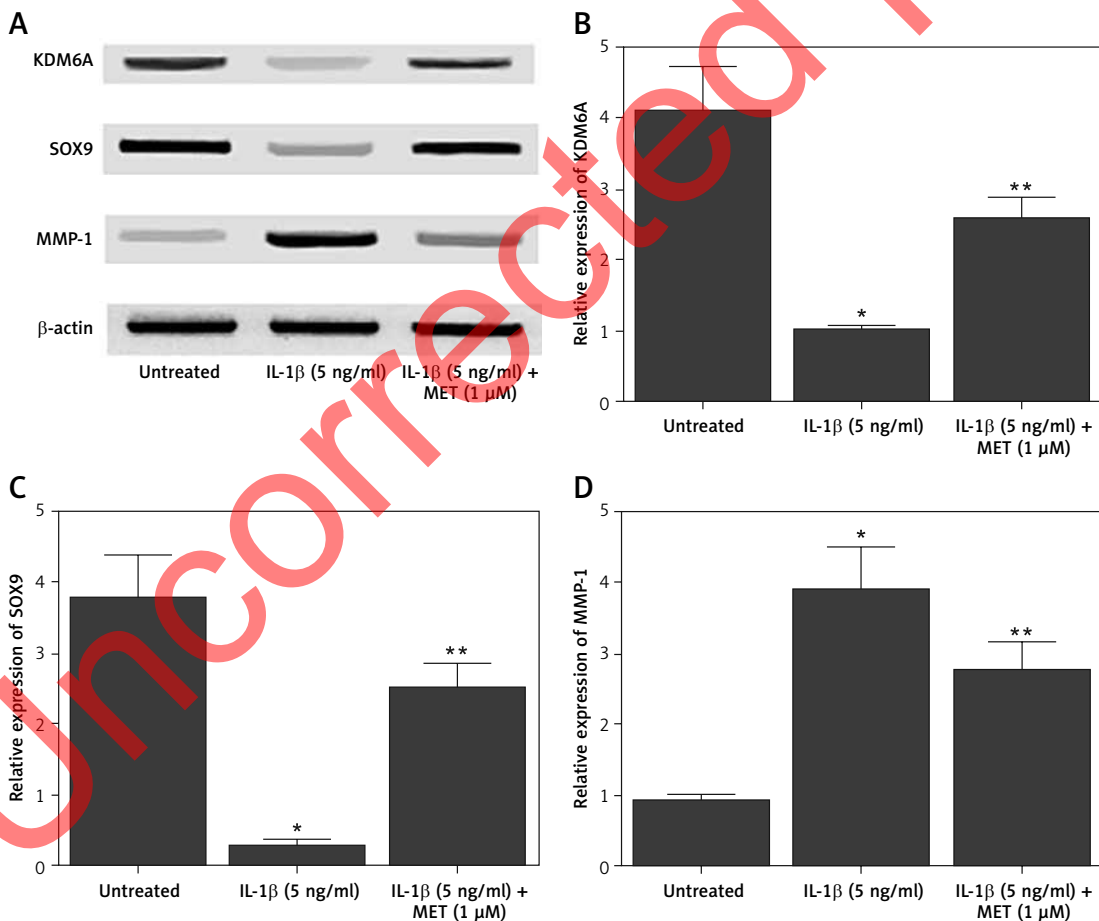 A
KDM6A
SOX9
MMP-1
β-actin
Untreated
IL-1β (5 ng/ml)
IL-1β (5 ng/ml) +
MET (1 µM)
B
Relative expression of KDM6A
5
4
3
2
1
0
*
**
Untreated
IL-1β (5 ng/ml)
IL-1β (5 ng/ml) +
MET (1 µM)
C
Relative expression of SOX9
5
4
3
2
1
0
*
**
Untreated
IL-1β (5 ng/ml)
IL-1β (5 ng/ml) +
MET (1 µM)
D
Relative expression of MMP-1
5
4
3
2
1
0
*
**
Untreated
IL-1β (5 ng/ml)
IL-1β (5 ng/ml) +
MET (1 µM)
Uncorrected